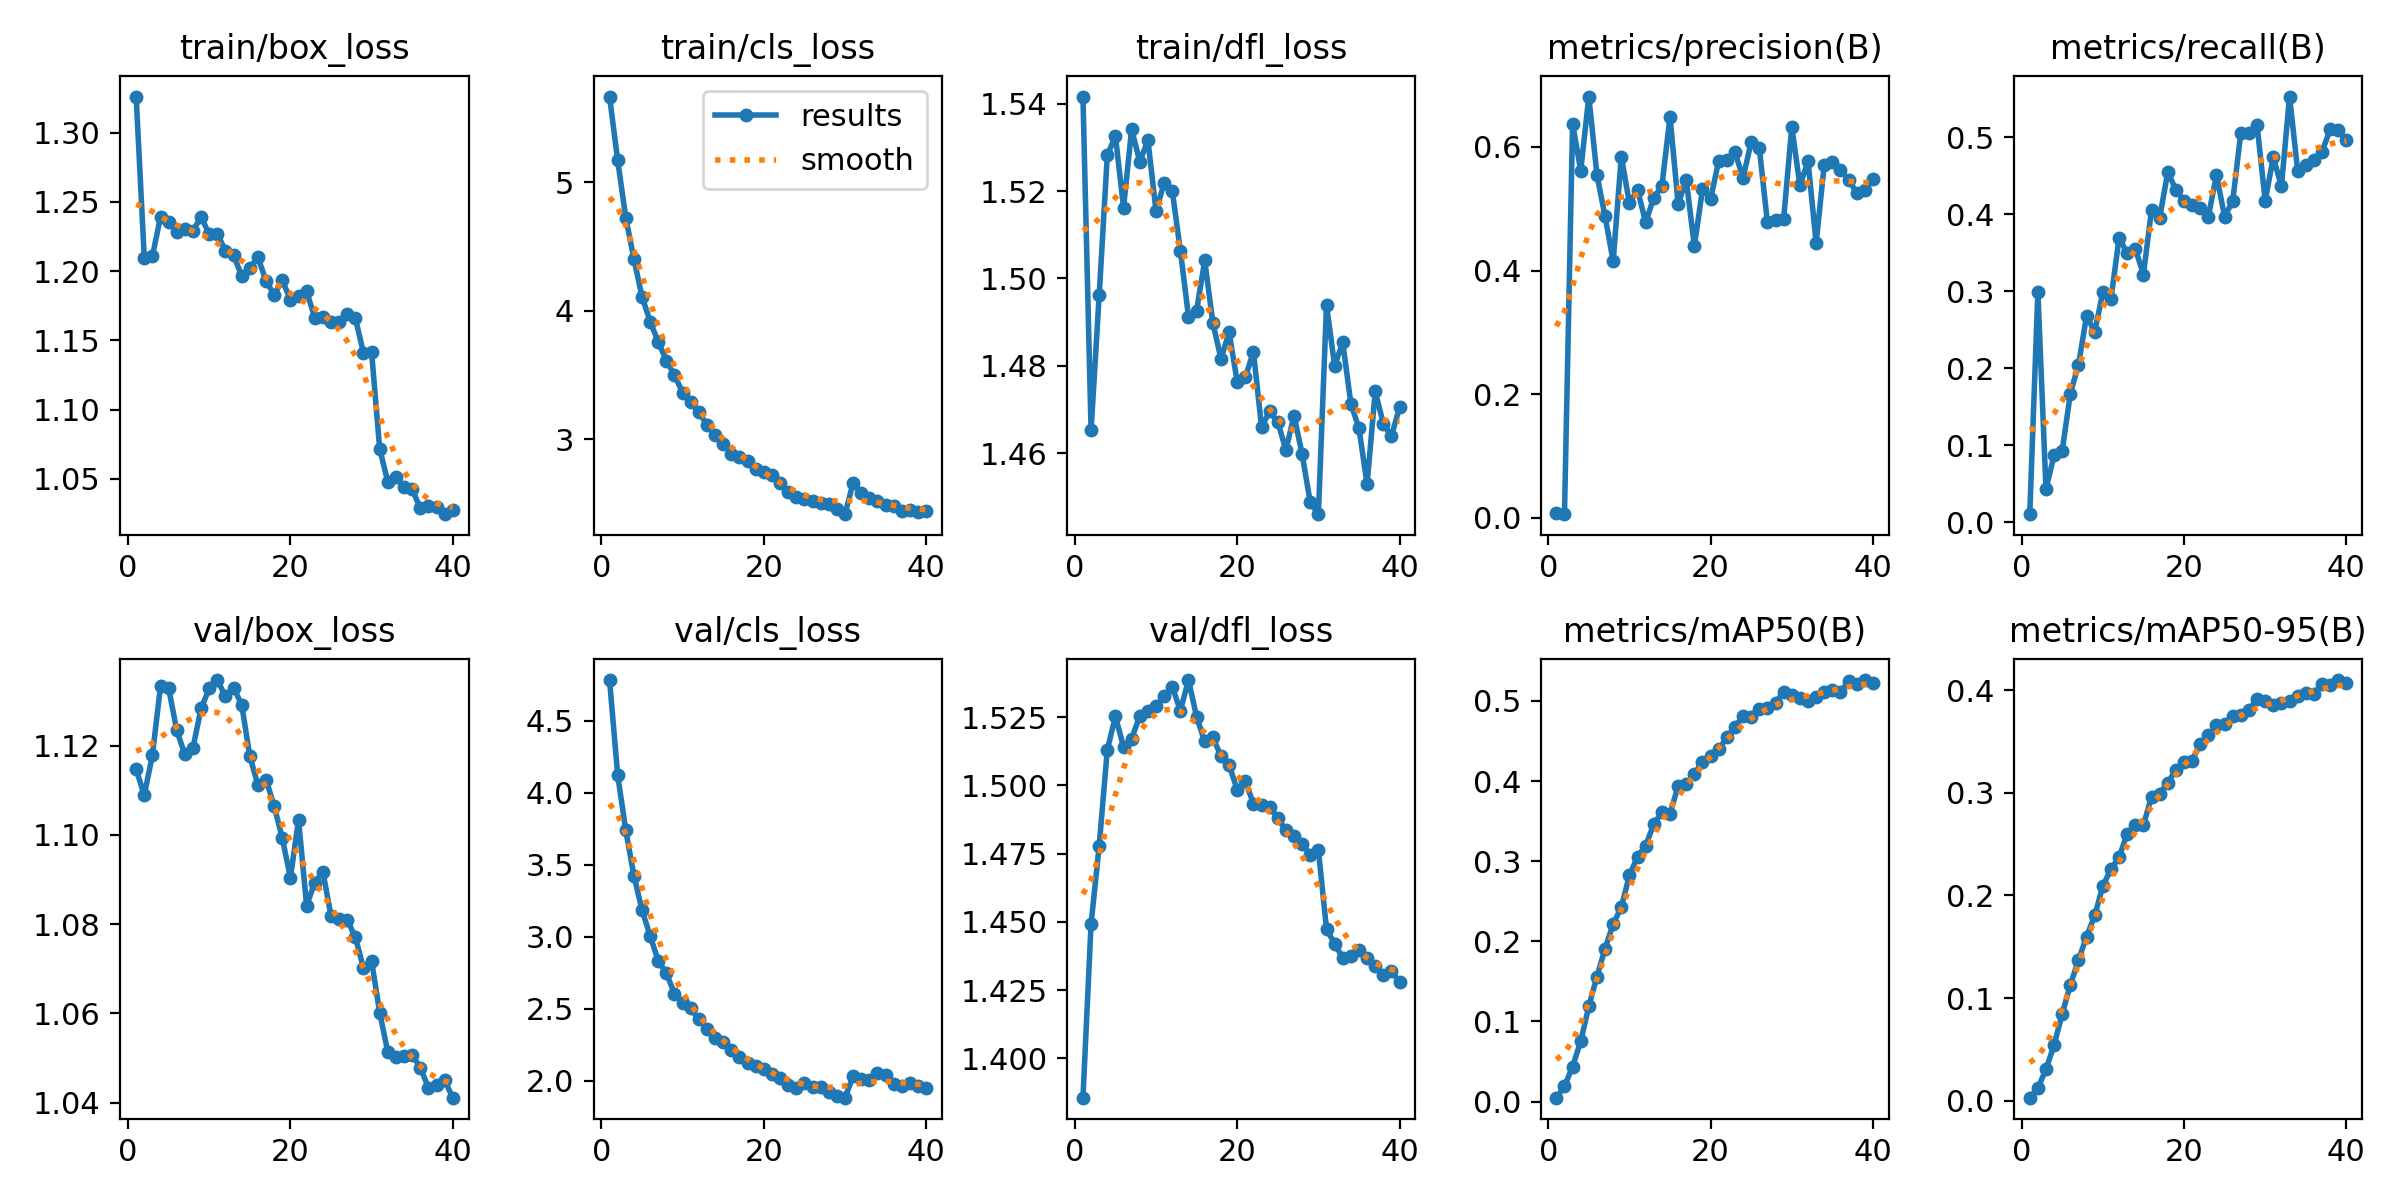 train/box_loss
1.30
1.25
1.20
1.15
1.10
1.05
0 20 40
train/cls_loss
results
smooth
5
4
3
0 20 40
train/dfl_loss
1.54
1.52
1.50
1.48
1.46
0 20 40
metrics/precision(B)
0.6
0.4
0.2
0.0
0 20 40
metrics/recall(B)
0.5
0.4
0.3
0.2
0.1
0.0
0 20 40
val/box_loss
1.12
1.10
1.08
1.06
1.04
0 20 40
val/cls_loss
4.5
4.0
3.5
3.0
2.5
2.0
0 20 40
val/dfl_loss
1.525
1.500
1.475
1.450
1.425
1.400
0 20 40
metrics/mAP50(B)
0.5
0.4
0.3
0.2
0.1
0.0
0 20 40
metrics/mAP50-95(B)
0.4
0.3
0.2
0.1
0.0
0 20 40